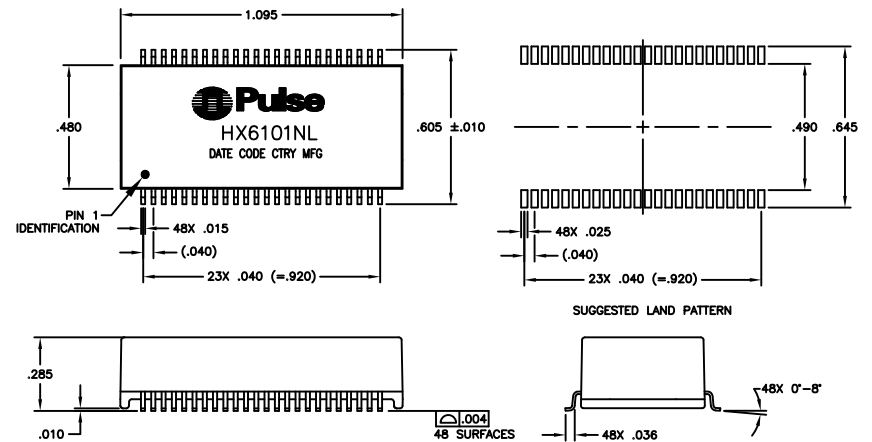 1.095
.480
Pulse
HX6101NL
DATE CODE CTRY MFG
.605 ±.010
.490
.645
PIN 1
IDENTIFICATION
48X .015
(.040)
23X .040 (=.920)
48X .025
(.040)
23X .040 (=.920)
SUGGESTED LAND PATTERN
.285
.010
.004
48 SURFACES
48X .036
48X 0°-8°